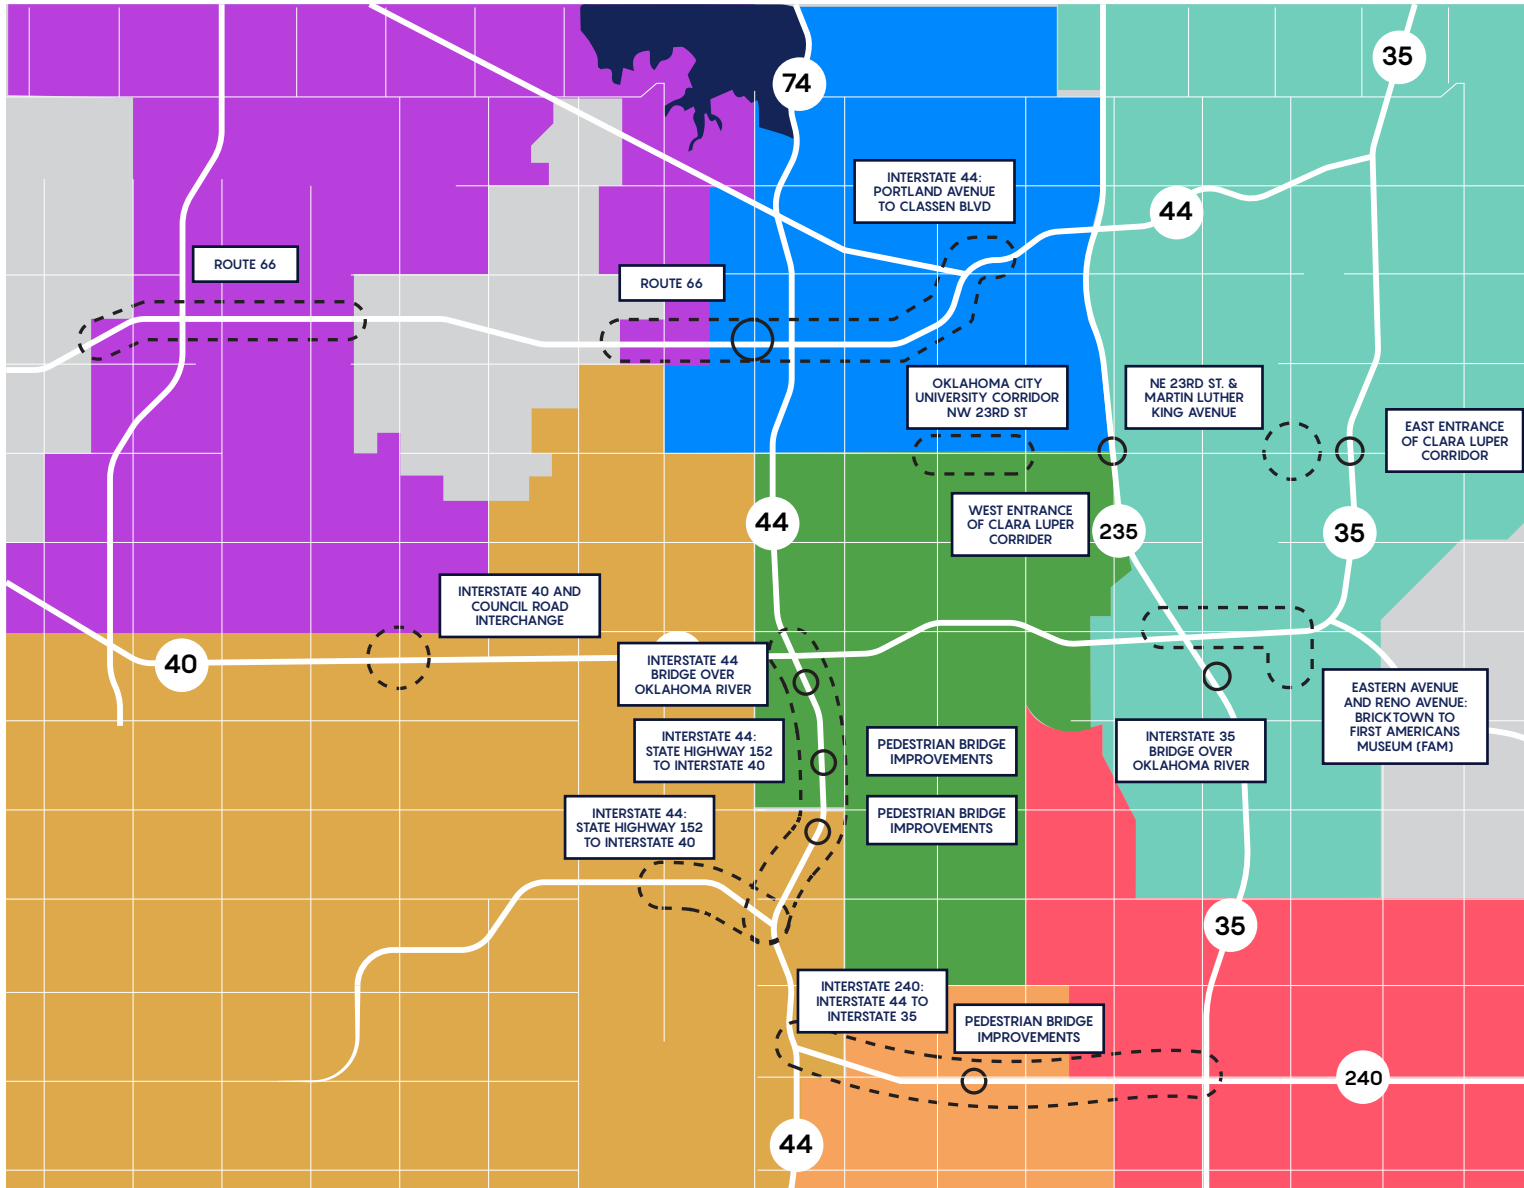 35
74
INTERSTATE 44:
PORTLAND AVENUE
TO CLASSEN BLVD
44
ROUTE 66
ROUTE 66
OKLAHOMA CITY
UNIVERSITY CORRIDOR
NW 23RD ST
NE 23RD ST. &
MARTIN LUTHER
KING AVENUE
EAST ENTRANCE
OF CLARA LUPER
CORRIDOR
44
WEST ENTRANCE
OF CLARA LUPER
CORRIDER
235
35
INTERSTATE 40 AND
COUNCIL ROAD
INTERCHANGE
40
INTERSTATE 44
BRIDGE OVER
OKLAHOMA RIVER
EASTERN AVENUE
AND RENO AVENUE:
BRICKTOWN TO
FIRST AMERICANS
MUSEUM (FAM)
INTERSTATE 44:
STATE HIGHWAY 152
TO INTERSTATE 40
PEDESTRIAN BRIDGE
IMPROVEMENTS
INTERSTATE 35
BRIDGE OVER
OKLAHOMA RIVER
INTERSTATE 44:
STATE HIGHWAY 152
TO INTERSTATE 40
PEDESTRIAN BRIDGE
IMPROVEMENTS
35
INTERSTATE 240:
INTERSTATE 44 TO
INTERSTATE 35
PEDESTRIAN BRIDGE
IMPROVEMENTS
240
44